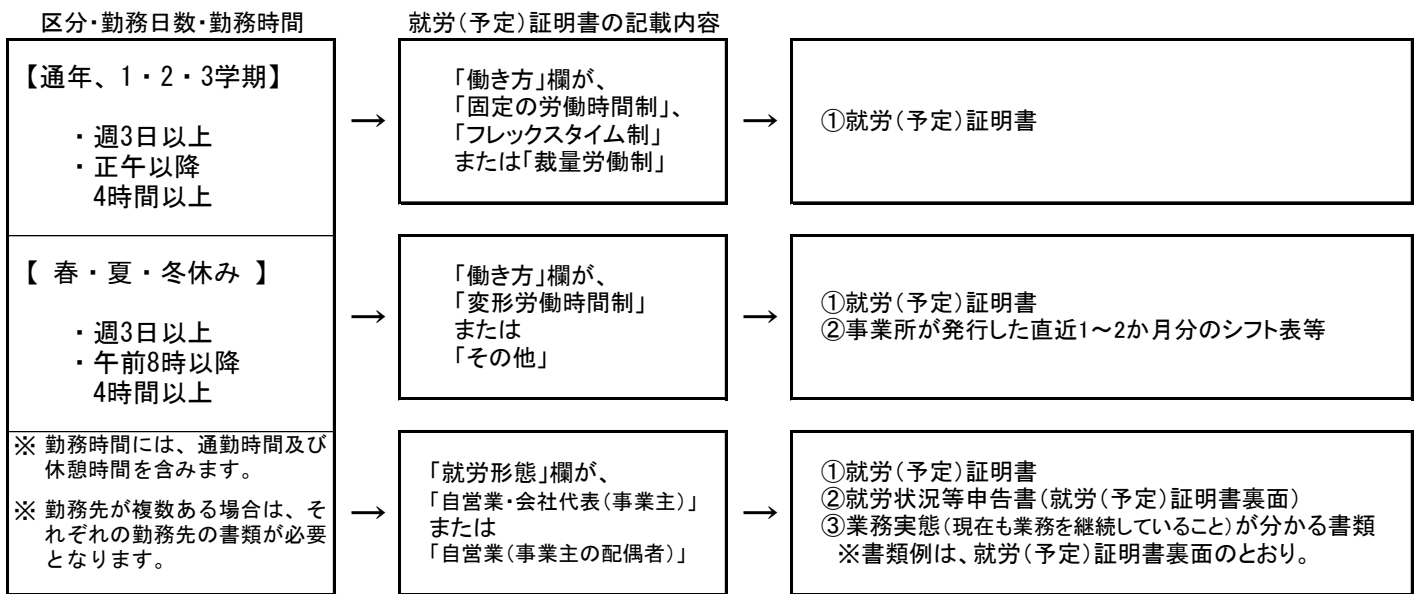 区分・勤務日数・勤務時間
就労(予定)証明書の記載内容
【通年、1・2・3学期】
・週3日以上
・正午以降
4時間以上
→
「働き方」欄が、
「固定の労働時間制」、
「フレックスタイム制」
または「裁量労働制」
→
①就労(予定)証明書
【 春・夏・冬休み 】
・週3日以上
・午前8時以降
4時間以上
→
「働き方」欄が、
「変形労働時間制」
または
「その他」
→
①就労(予定)証明書
②事業所が発行した直近1~2か月分のシフト表等
※ 勤務時間には、通勤時間及び
休憩時間を含みます。
※ 勤務先が複数ある場合は、そ
れぞれの勤務先の書類が必要
となります。
→
「就労形態」欄が、
「自営業・会社代表(事業主)」
または
「自営業(事業主の配偶者)」
→
①就労(予定)証明書
②就労状況等申告書(就労(予定)証明書裏面)
③業務実態(現在も業務を継続していること)が分かる書類
※書類例は、就労(予定)証明書裏面のとおり。